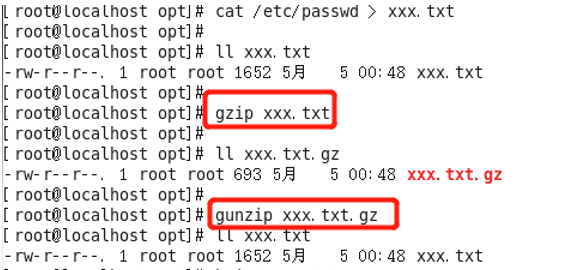 [root@localhost opt]# cat /etc/passwd > xxx.txt
[root@localhost opt]#
[root@localhost opt]# ll xxx.txt
-rw-r--r--. 1 root root 1652 5月   5 00:48 xxx.txt
[root@localhost opt]#
[root@localhost opt]# gzip xxx.txt
[root@localhost opt]#
[root@localhost opt]# ll xxx.txt.gz
-rw-r--r--. 1 root root 693 5月   5 00:48 xxx.txt.gz
[root@localhost opt]#
[root@localhost opt]# gunzip xxx.txt.gz
[root@localhost opt]# ll xxx.txt
-rw-r--r--. 1 root root 1652 5月   5 00:48 xxx.txt